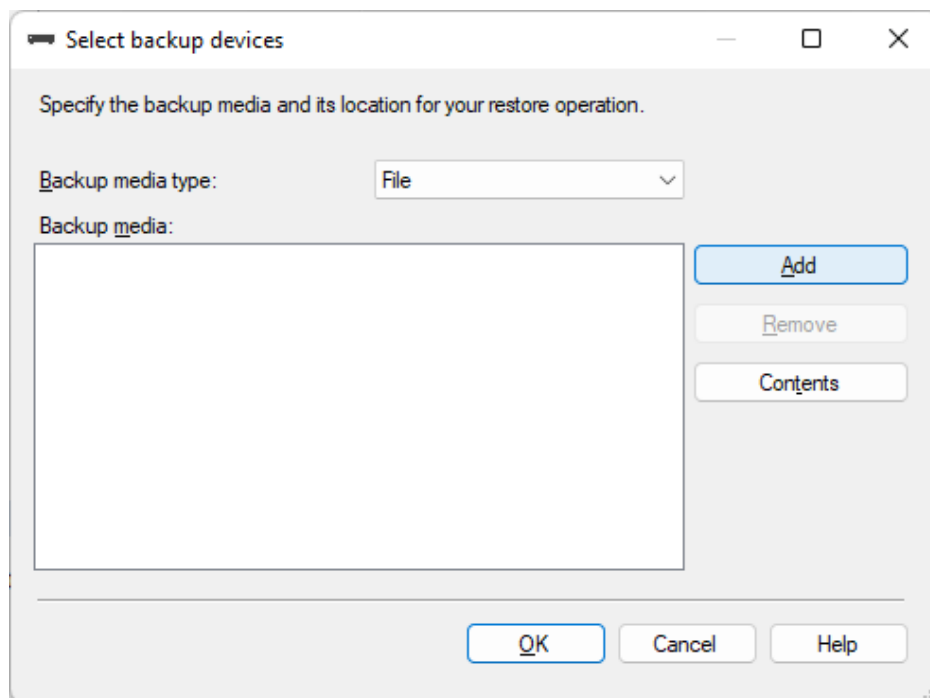 Select backup devices
Specify the backup media and its location for your restore operation.
Backup media type:
File
Backup media:
Add
Remove
Contents
OK
Cancel
Help